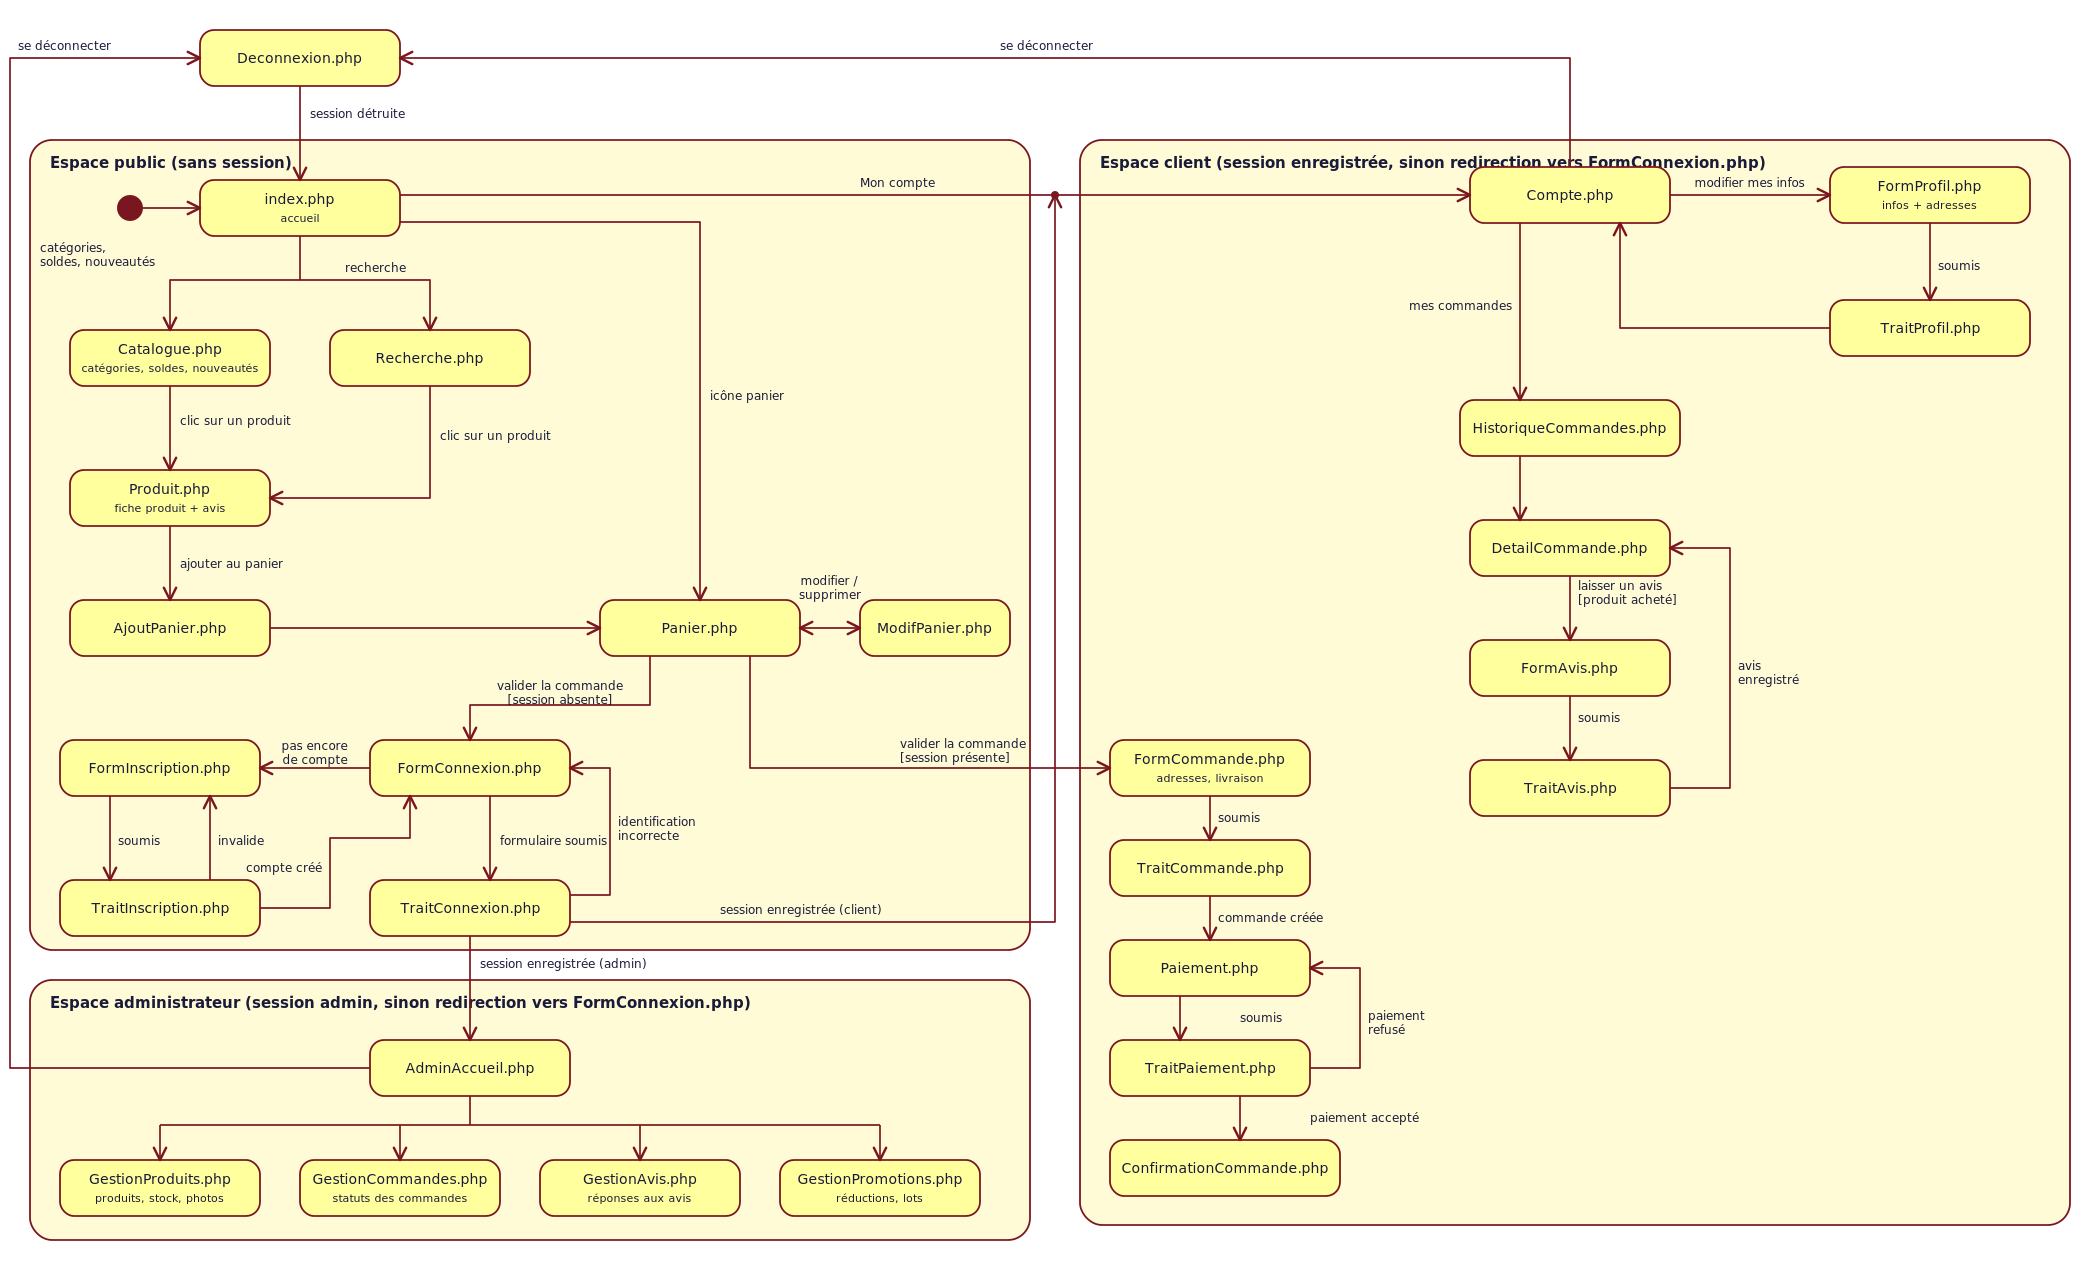 se déconnecter
se déconnecter
Deconnexion.php
session détruite
Espace public (sans session)
index.php
accueil
Mon compte
catégories,
soldes, nouveautés
recherche
Catalogue.php
catégories, soldes, nouveautés
Recherche.php
icône panier
clic sur un produit
clic sur un produit
Produit.php
fiche produit + avis
ajouter au panier
modifier /
supprimer
AjoutPanier.php
Panier.php
ModifPanier.php
valider la commande
[session absente]
valider la commande
[session présente]
pas encore
de compte
FormInscription.php
FormConnexion.php
soumis
invalide
compte créé
formulaire soumis
identification
incorrecte
TraitInscription.php
TraitConnexion.php
session enregistrée (client)
session enregistrée (admin)
Espace administrateur (session admin, sinon redirection vers FormConnexion.php)
AdminAccueil.php
GestionProduits.php
produits, stock, photos
GestionCommandes.php
statuts des commandes
GestionAvis.php
réponses aux avis
GestionPromotions.php
réductions, lots
Espace client (session enregistrée, sinon redirection vers FormConnexion.php)
Compte.php
modifier mes infos
FormProfil.php
infos + adresses
soumis
TraitProfil.php
mes commandes
HistoriqueCommandes.php
DetailCommande.php
laisser un avis
[produit acheté]
FormAvis.php
avis
enregistré
soumis
TraitAvis.php
FormCommande.php
adresses, livraison
soumis
TraitCommande.php
commande créée
Paiement.php
soumis
paiement
refusé
TraitPaiement.php
paiement accepté
ConfirmationCommande.php